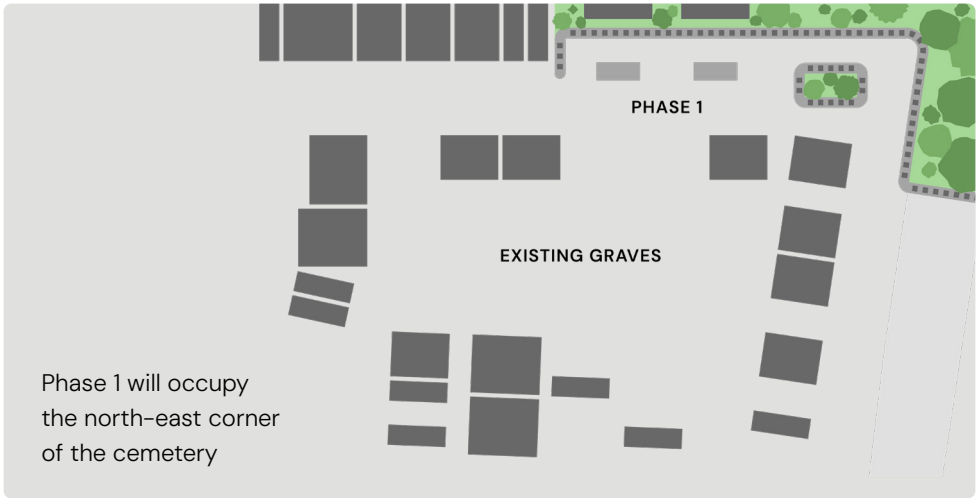 PHASE 1
EXISTING GRAVES
Phase 1 will occupy
the north-east corner
of the cemetery